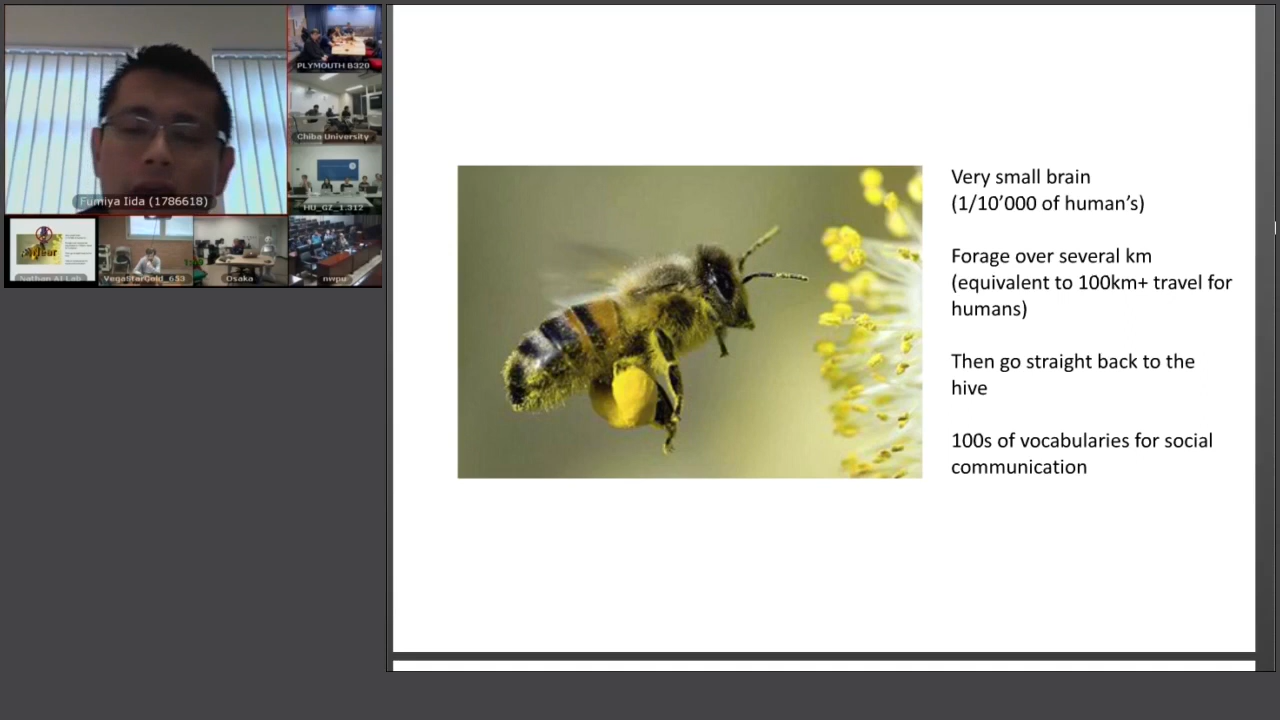 PLYMOUTH B320
Chiba University
HU_GZ_1.312
Fumiya Iida (1786618)
Nathan AI Lab
VegaStarGold_653
Osaka
nwpu
Very small brain
(1/10’000 of human’s)
Forage over several km
(equivalent to 100km+ travel for
humans)
Then go straight back to the
hive
100s of vocabularies for social
communication